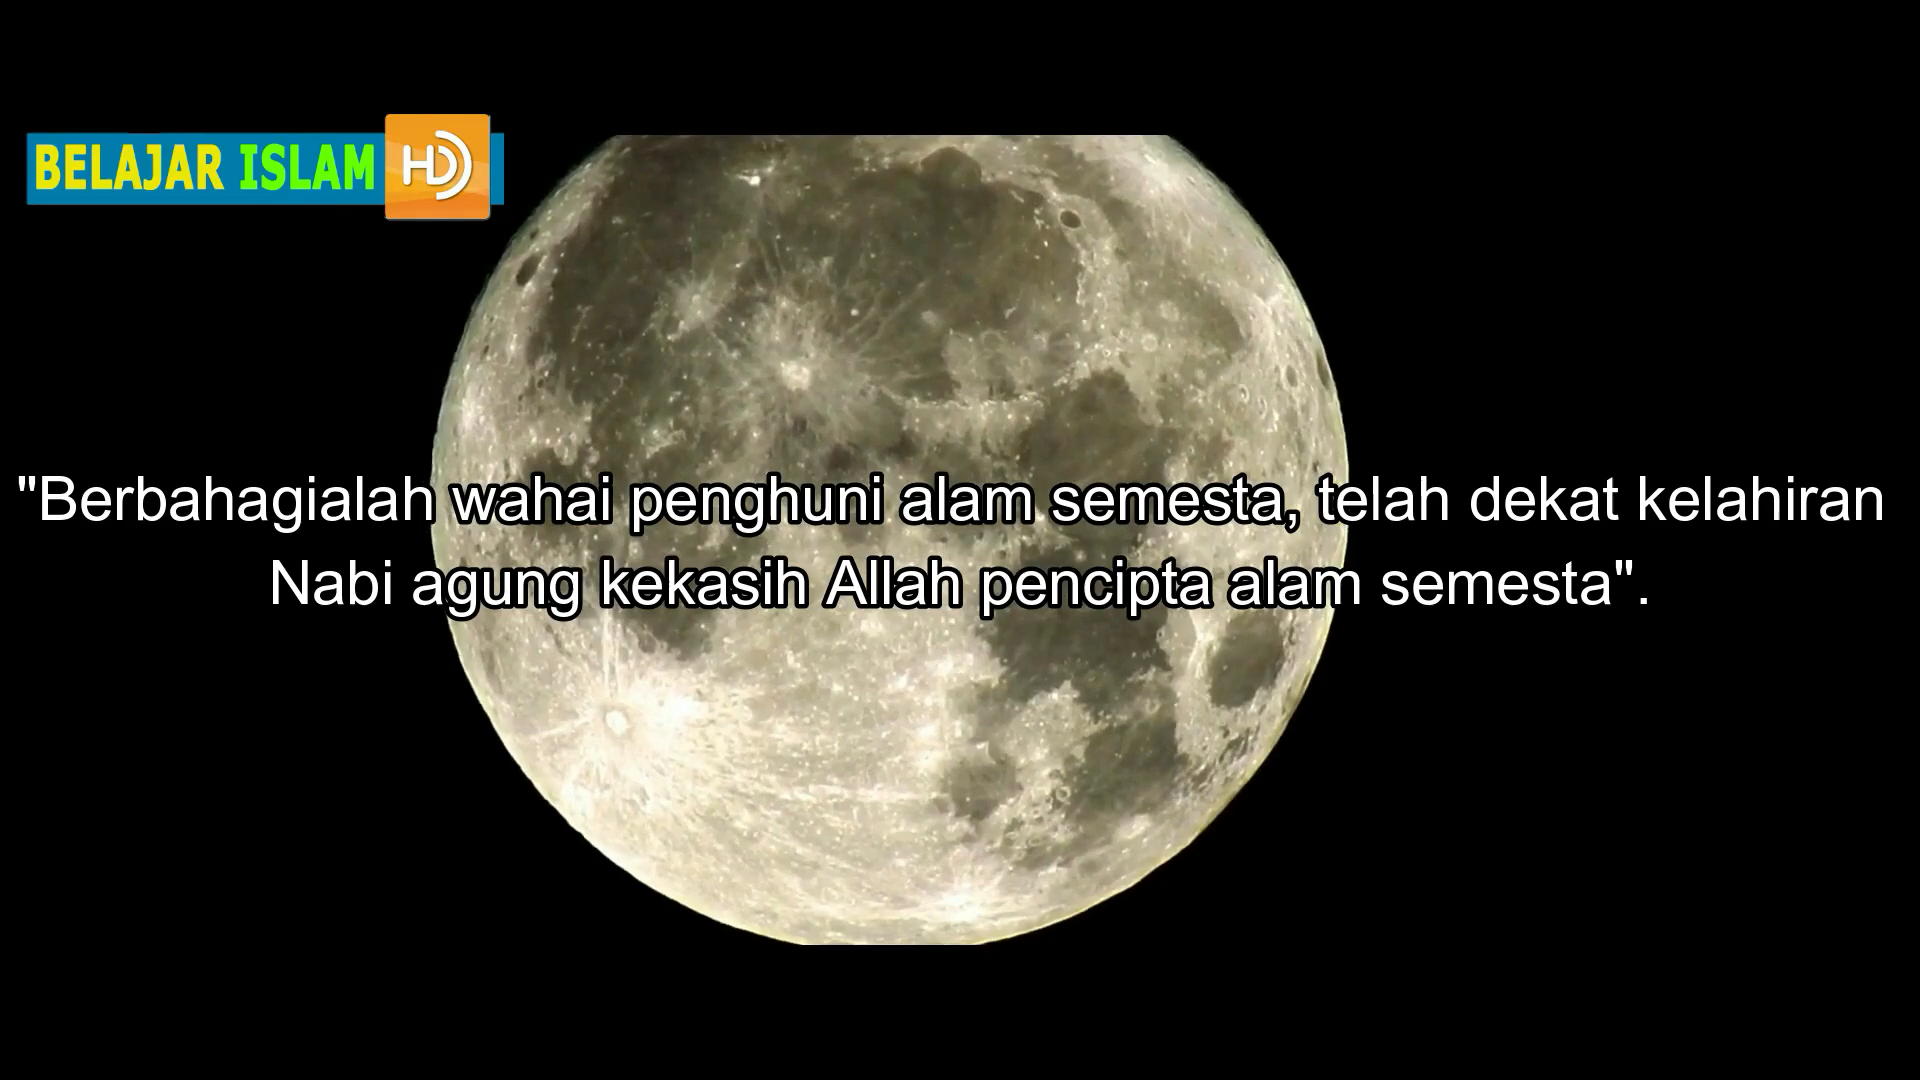 BELAJAR ISLAM HD
"Berbahagialah wahai penghuni alam semesta, telah dekat kelahiran
Nabi agung kekasih Allah pencipta alam semesta".